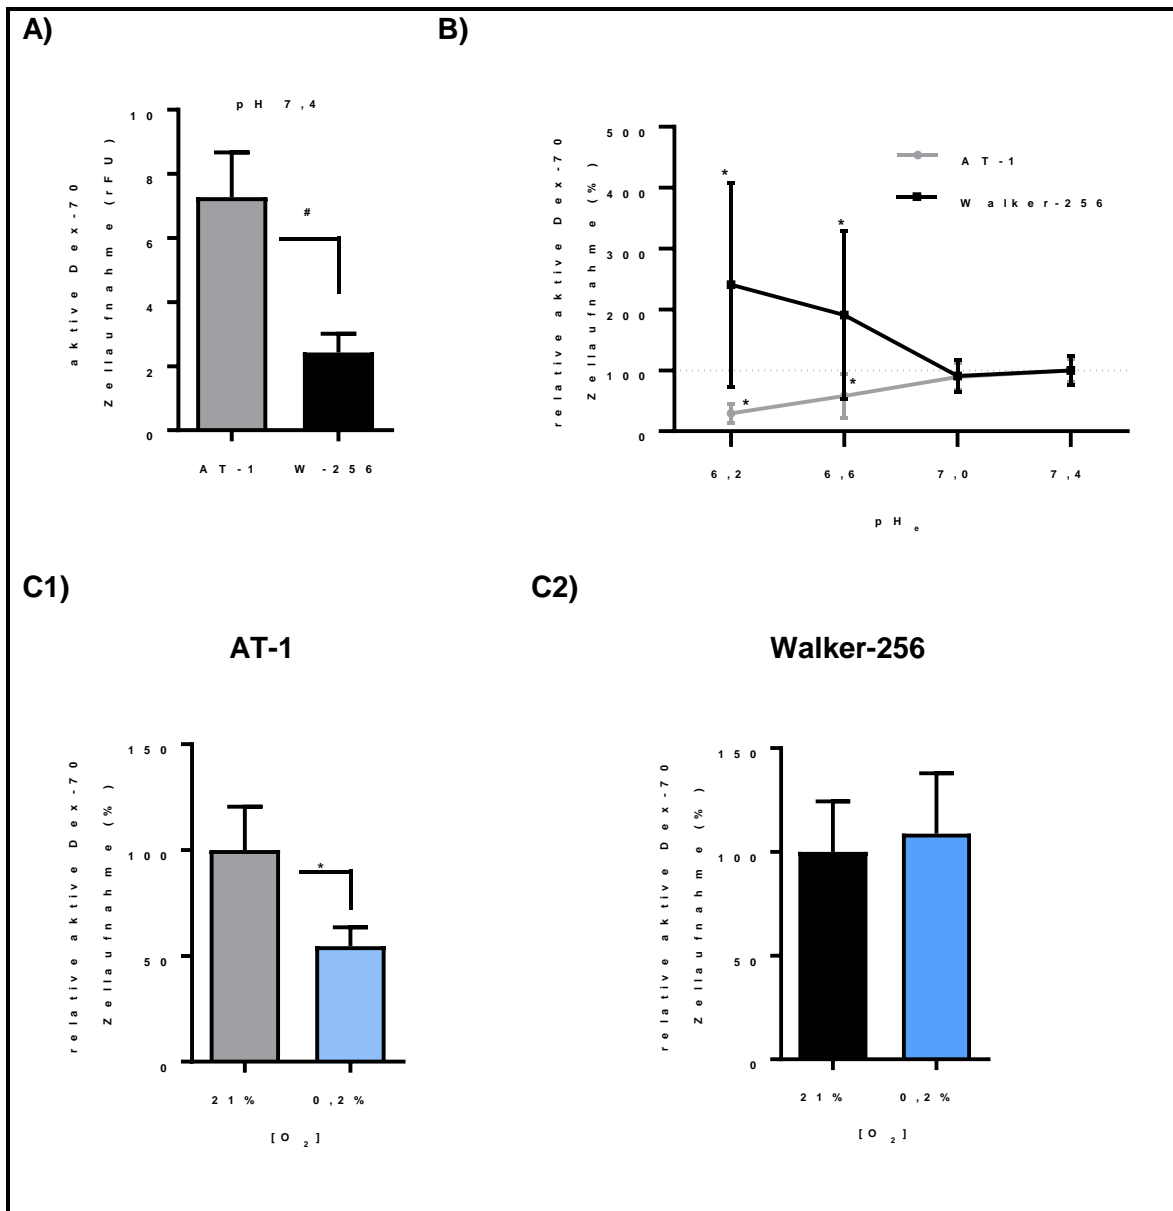 A)
pH 7,4
aktive Dex-70
Zellaufnahme (rFU)
10
8
6
4
2
0
#
AT-1 W-256
B)
relative aktive Dex-70
Zellaufnahme (%)
500
400
300
200
100
0
AT-1
Walker-256
*
*
*
*
6,2 6,6 7,0 7,4
pHe
C1)
AT-1
relative aktive Dex-70
Zellaufnahme (%)
150
100
50
0
*
21% 0,2%
[O2]
C2)
Walker-256
relative aktive Dex-70
Zellaufnahme (%)
150
100
50
0
21% 0,2%
[O2]